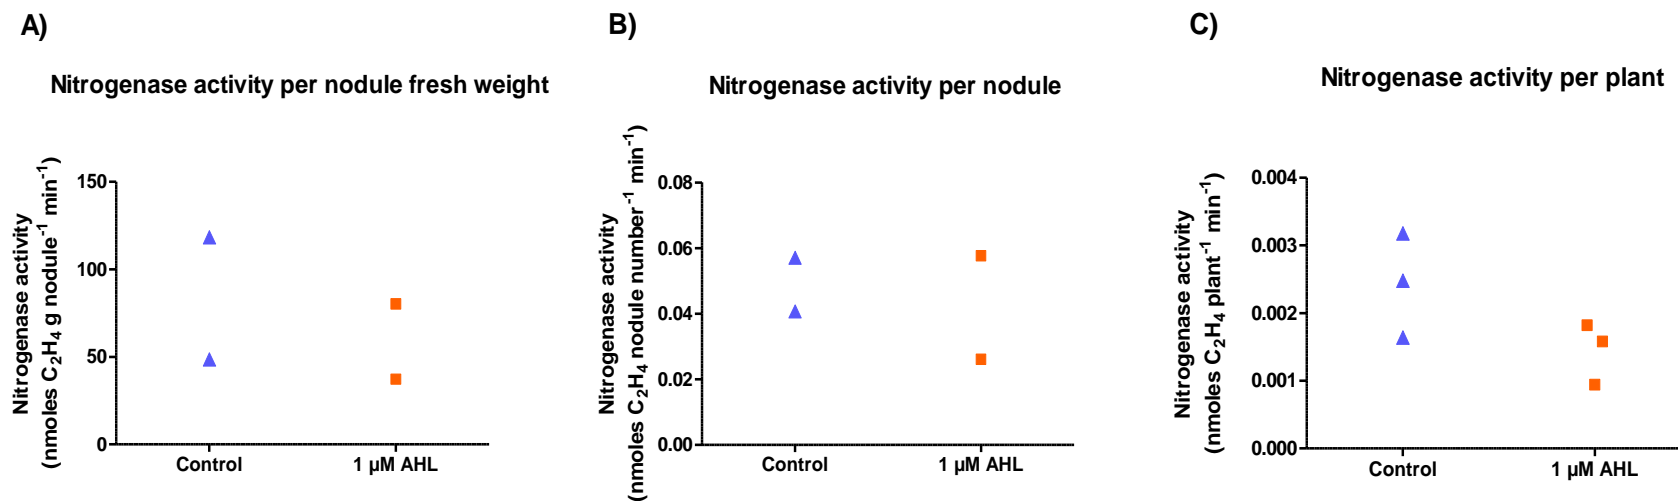 A)
Nitrogenase activity per nodule fresh weight
Nitrogenase activity
(nmoles C₂H₄ g nodule⁻¹ min⁻¹)
150
100
50
0
Control
1 µM AHL
B)
Nitrogenase activity per nodule
Nitrogenase activity
(nmoles C₂H₄ nodule number⁻¹ min⁻¹)
0.08
0.06
0.04
0.02
0.00
Control
1 µM AHL
C)
Nitrogenase activity per plant
Nitrogenase activity
(nmoles C₂H₄ plant⁻¹ min⁻¹)
0.004
0.003
0.002
0.001
0.000
Control
1 µM AHL